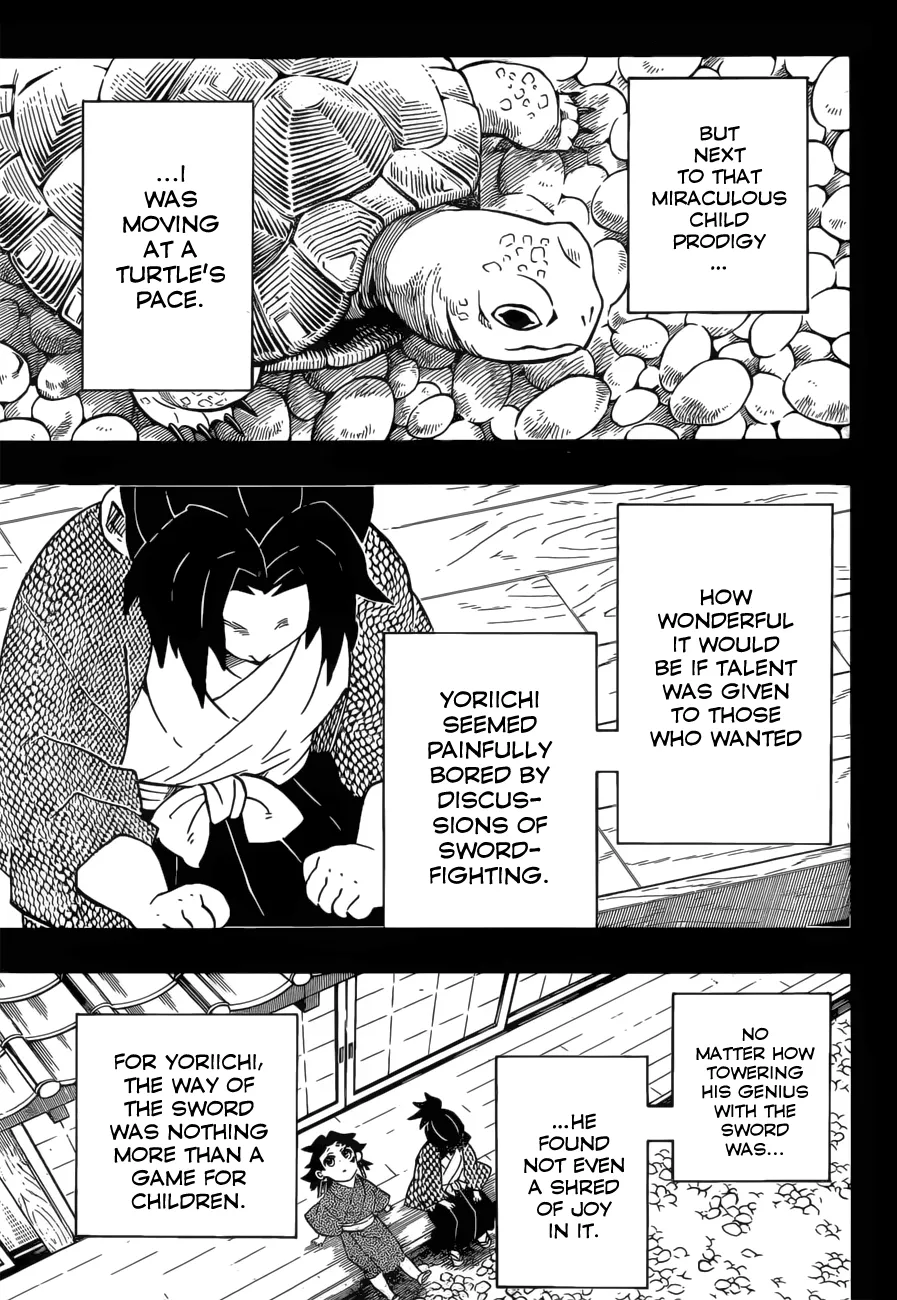 BUT
NEXT
TO THAT
MIRACULOUS
CHILD
PRODIGY
...
...I
WAS
MOVING
AT A
TURTLE'S
PACE.
HOW
WONDERFUL
IT WOULD
BE IF TALENT
WAS GIVEN
TO THOSE
WHO WANTED
YORIICHI
SEEMED
PAINFULLY
BORED BY
DISCUS-
SIONS OF
SWORD-
FIGHTING.
NO
MATTER HOW
TOWERING
HIS GENIUS
WITH THE
SWORD
WAS...
...HE
FOUND
NOT EVEN
A SHRED
OF JOY
IN IT.
FOR YORIICHI,
THE WAY OF
THE SWORD
WAS NOTHING
MORE THAN A
GAME FOR
CHILDREN.